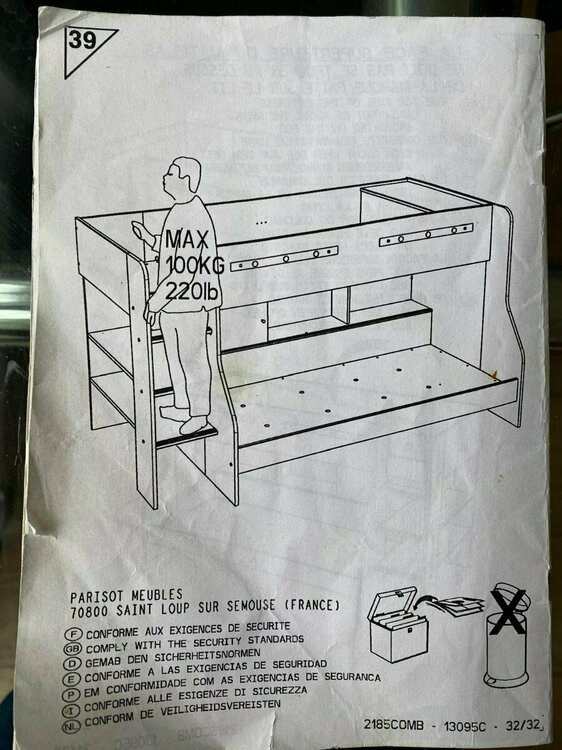 39
MAX
100KG
220lb
PARISOT MEUBLES
70800 SAINT LOUP SUR SEMOUSE (FRANCE)
F CONFORME AUX EXIGENCES DE SECURITE
GB COMPLY WITH THE SECURITY STANDARDS
D GEMAB DEN SICHERHEITSNORMEN
E CONFORME A LAS EXIGENCIAS DE SEGURIDAD
P EM CONFORMIDADE COM AS EXIGENCIAS DE SEGURANCA
I CONFORME ALLE ESIGENZE DI SICUREZZA
NL CONFORM DE VEILIGHEIDSVEREISTEN
2185COMB - 13095C - 32/32